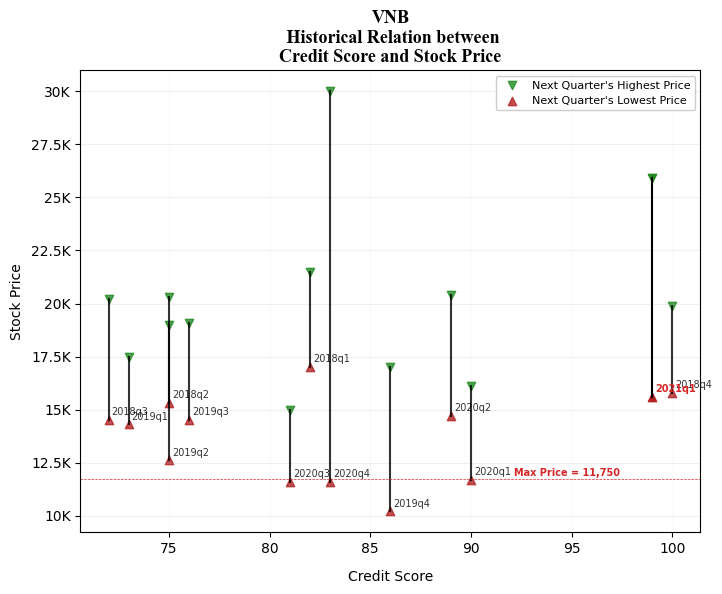 VNB
Historical Relation between
Credit Score and Stock Price
Next Quarter's Highest Price
Next Quarter's Lowest Price
30K
27.5K
25K
22.5K
20K
17.5K
15K
12.5K
10K
Stock Price
2018q1
2018q2
2018q3
2019q1
2019q3
2020q2
2021q1
2018q4
2019q2
2020q3
2020q4
2020q1
Max Price = 11,750
2019q4
75
80
85
90
95
100
Credit Score